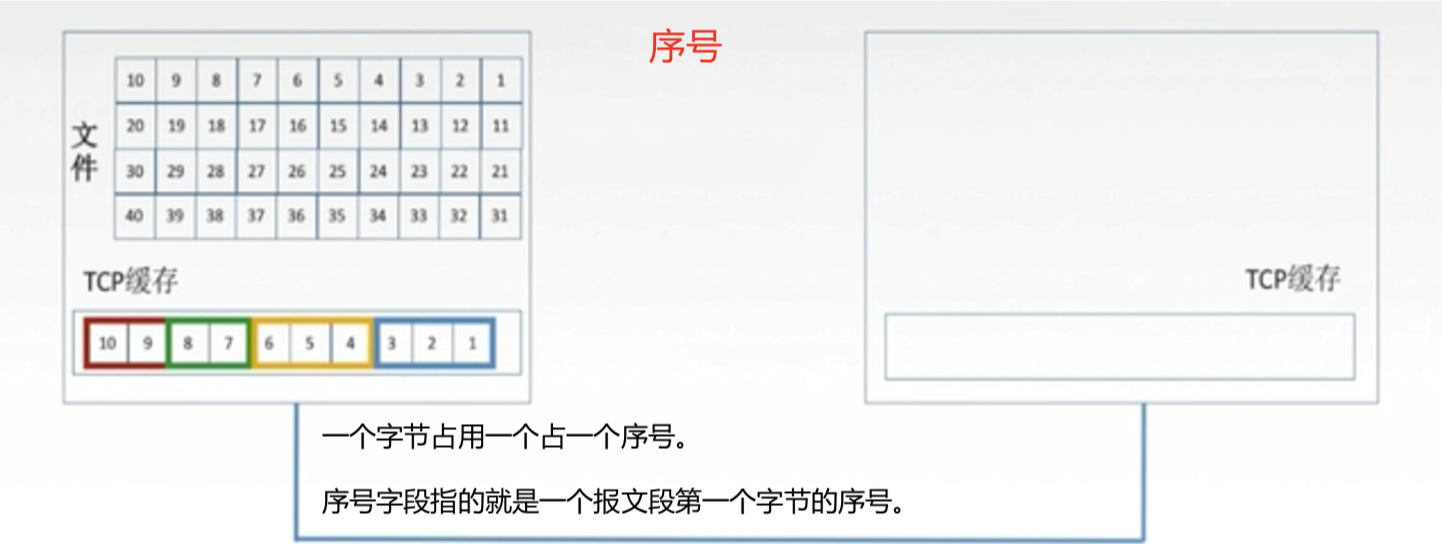 序号
10 9 8 7 6 5 4 3 2 1
20 19 18 17 16 15 14 13 12 11
30 29 28 27 26 25 24 23 22 21
40 39 38 37 36 35 34 33 32 31
文件
TCP缓存
10 9 8 7 6 5 4 3 2 1
TCP缓存
一个字节占用一个占一个序号。
序号字段指的就是一个报文段第一个字节的序号。